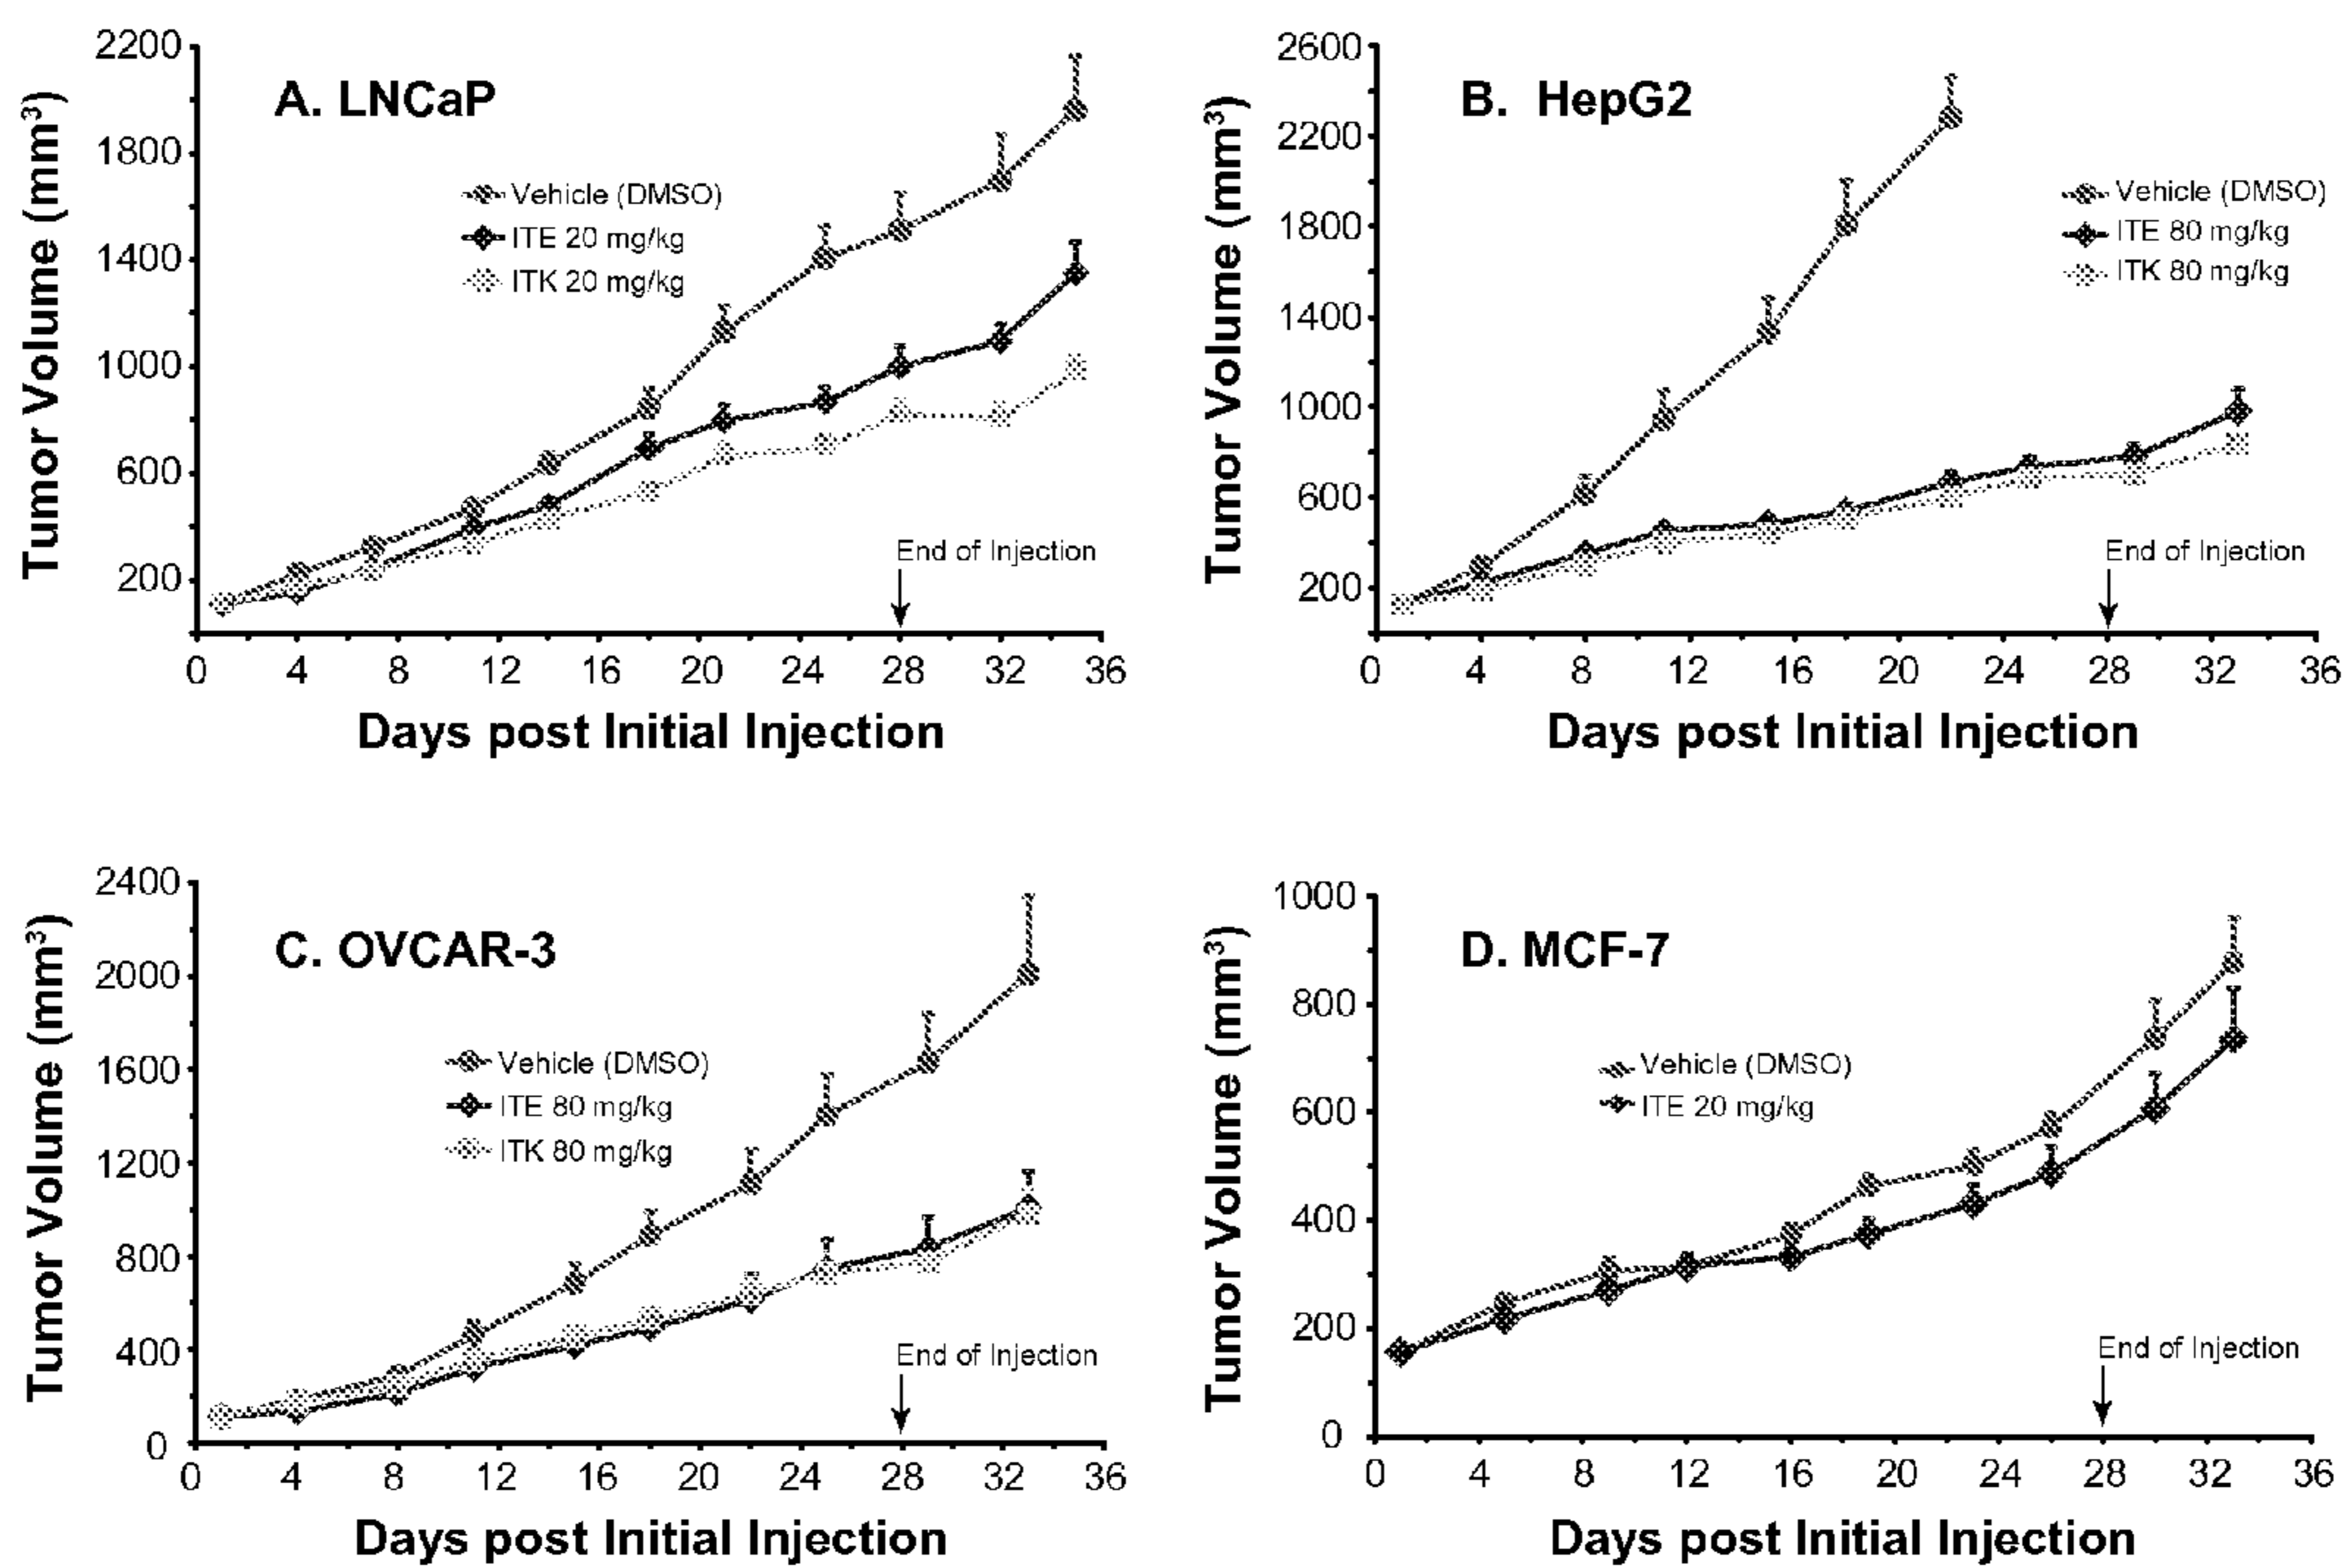 A. LNCaP
Tumor Volume (mm³)
2200
1800
1400
1000
600
200
Vehicle (DMSO)
ITE 20 mg/kg
ITK 20 mg/kg
End of Injection
0 4 8 12 16 20 24 28 32 36
Days post Initial Injection
B. HepG2
Tumor Volume (mm³)
2600
2200
1800
1400
1000
600
200
Vehicle (DMSO)
ITE 80 mg/kg
ITK 80 mg/kg
End of Injection
0 4 8 12 16 20 24 28 32 36
Days post Initial Injection
C. OVCAR-3
Tumor Volume (mm³)
2400
2000
1600
1200
800
400
0
Vehicle (DMSO)
ITE 80 mg/kg
ITK 80 mg/kg
End of Injection
0 4 8 12 16 20 24 28 32 36
Days post Initial Injection
D. MCF-7
Tumor Volume (mm³)
1000
800
600
400
200
0
Vehicle (DMSO)
ITE 20 mg/kg
End of Injection
0 4 8 12 16 20 24 28 32 36
Days post Initial Injection